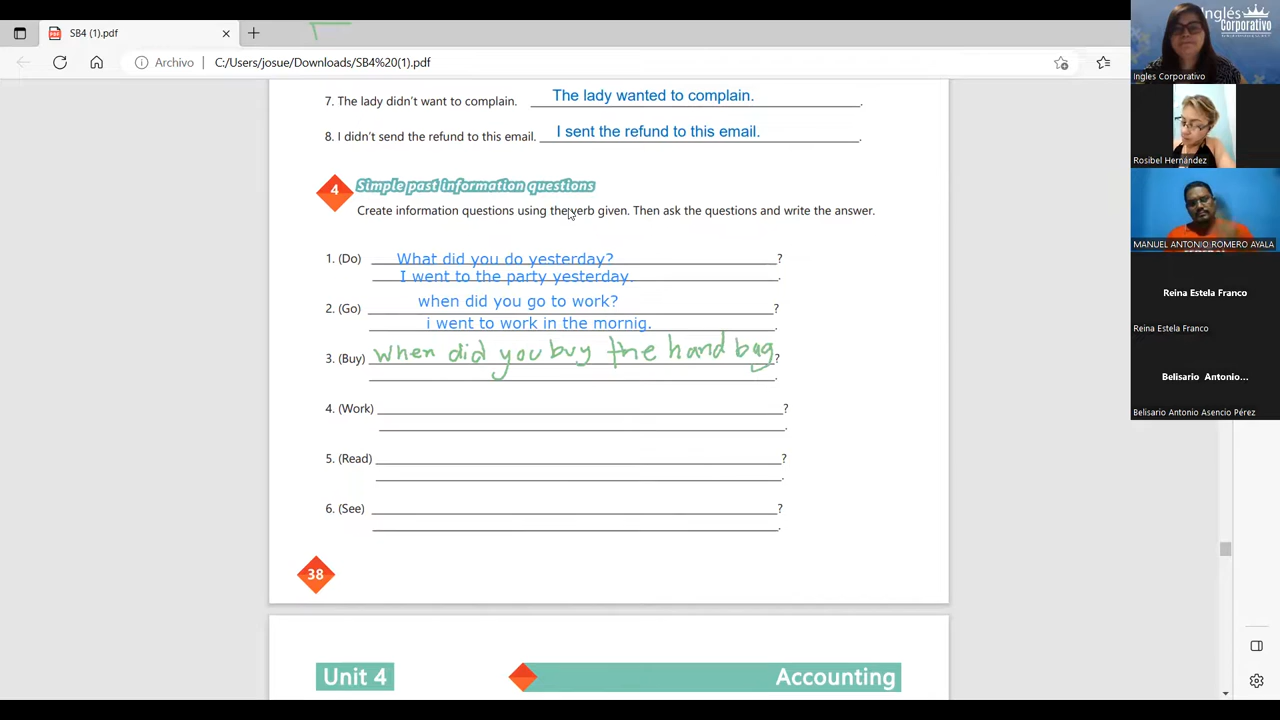 SB4 (1).pdf
Archivo
C:/Users/josue/Downloads/SB4%20(1).pdf
7. The lady didn't want to complain. The lady wanted to complain. .
8. I didn't send the refund to this email. I sent the refund to this email. .
4 Simple past information questions
Create information questions using the verb given. Then ask the questions and write the answer.
1. (Do) What did you do yesterday? ?
I went to the party yesterday. .
2. (Go) when did you go to work? ?
i went to work in the mornig. .
3. (Buy) when did you buy the hand bag ?
.
4. (Work) ?
.
5. (Read) ?
.
6. (See) ?
.
38
Unit 4
Accounting
Inglés
Corporativo
Ingles Corporativo
Rosibel Hernández
MANUEL ANTONIO ROMERO AYALA
Reina Estela Franco
Reina Estela Franco
Belisario Antonio...
Belisario Antonio Asencio Pérez